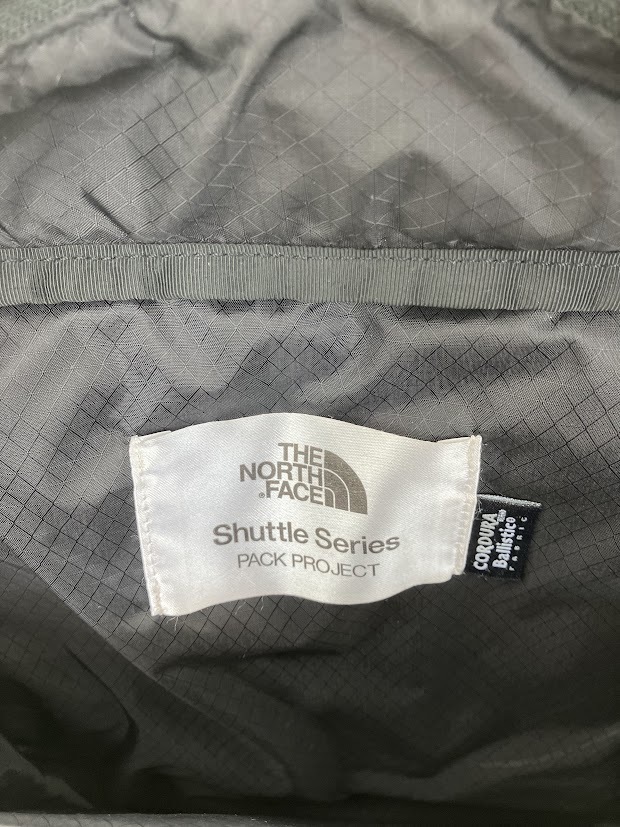 THE
NORTH
FACE
Shuttle Series
PACK PROJECT
CORDURA
Ballistic
FABRIC